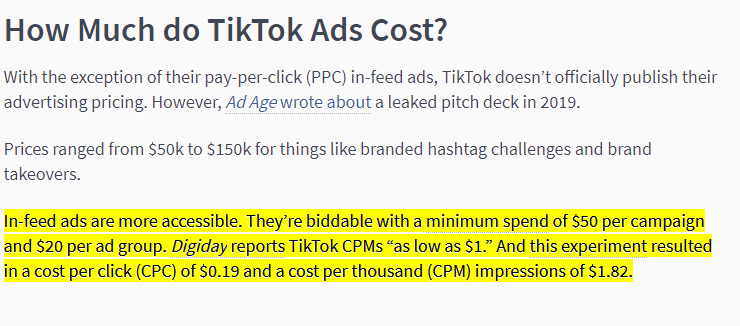 How Much do TikTok Ads Cost?
With the exception of their pay-per-click (PPC) in-feed ads, TikTok doesn’t officially publish their
advertising pricing. However, Ad Age wrote about a leaked pitch deck in 2019.
Prices ranged from $50k to $150k for things like branded hashtag challenges and brand
takeovers.
In-feed ads are more accessible. They’re biddable with a minimum spend of $50 per campaign
and $20 per ad group. Digiday reports TikTok CPMs “as low as $1.” And this experiment resulted
in a cost per click (CPC) of $0.19 and a cost per thousand (CPM) impressions of $1.82.